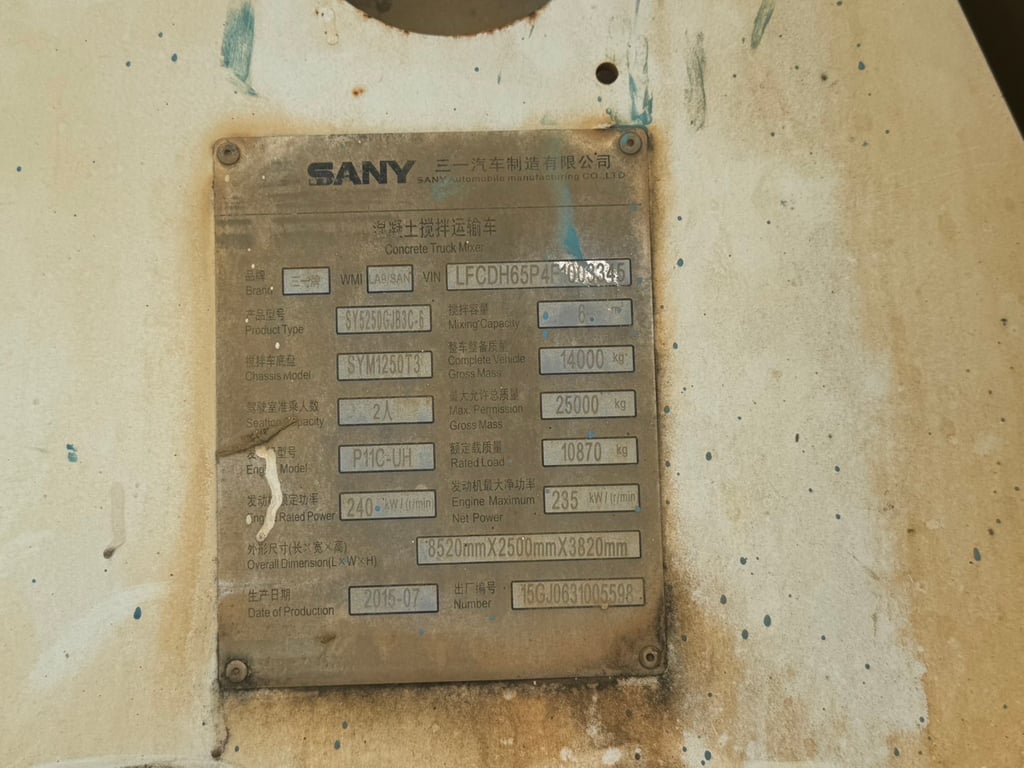 SANY 三一汽车制造有限公司
SANY Automobile manufacturing CO.,LTD
混凝土搅拌运输车
Concrete Truck Mixer
品牌 三一牌 WMI LA9/SAN VIN LFCDH65P4F1003345
Brand
产品型号 SY5250GJB3C-6 搅拌容量 6
Product Type Mixing Capacity
搅拌车底盘 SYM1250T3 整车整备质量 14000 kg
Chassis Model Complete Vehicle
Gross Mass
驾驶室准乘人数 2人 最大允许总质量 25000 kg
Seating Capacity Max. Permission
Gross Mass
型号 P11C-UH 额定载质量 10870 kg
Model Rated Load
发动机额定功率 240 kW/(r/min) 发动机最大净功率 235 kW/(r/min)
Engine Rated Power Engine Maximum
Net Power
外形尺寸(长×宽×高) 8520mmX2500mmX3820mm
Overall Dimension(L×W×H)
生产日期 2015-07 出厂编号 15GJ0631005598
Date of Production Number